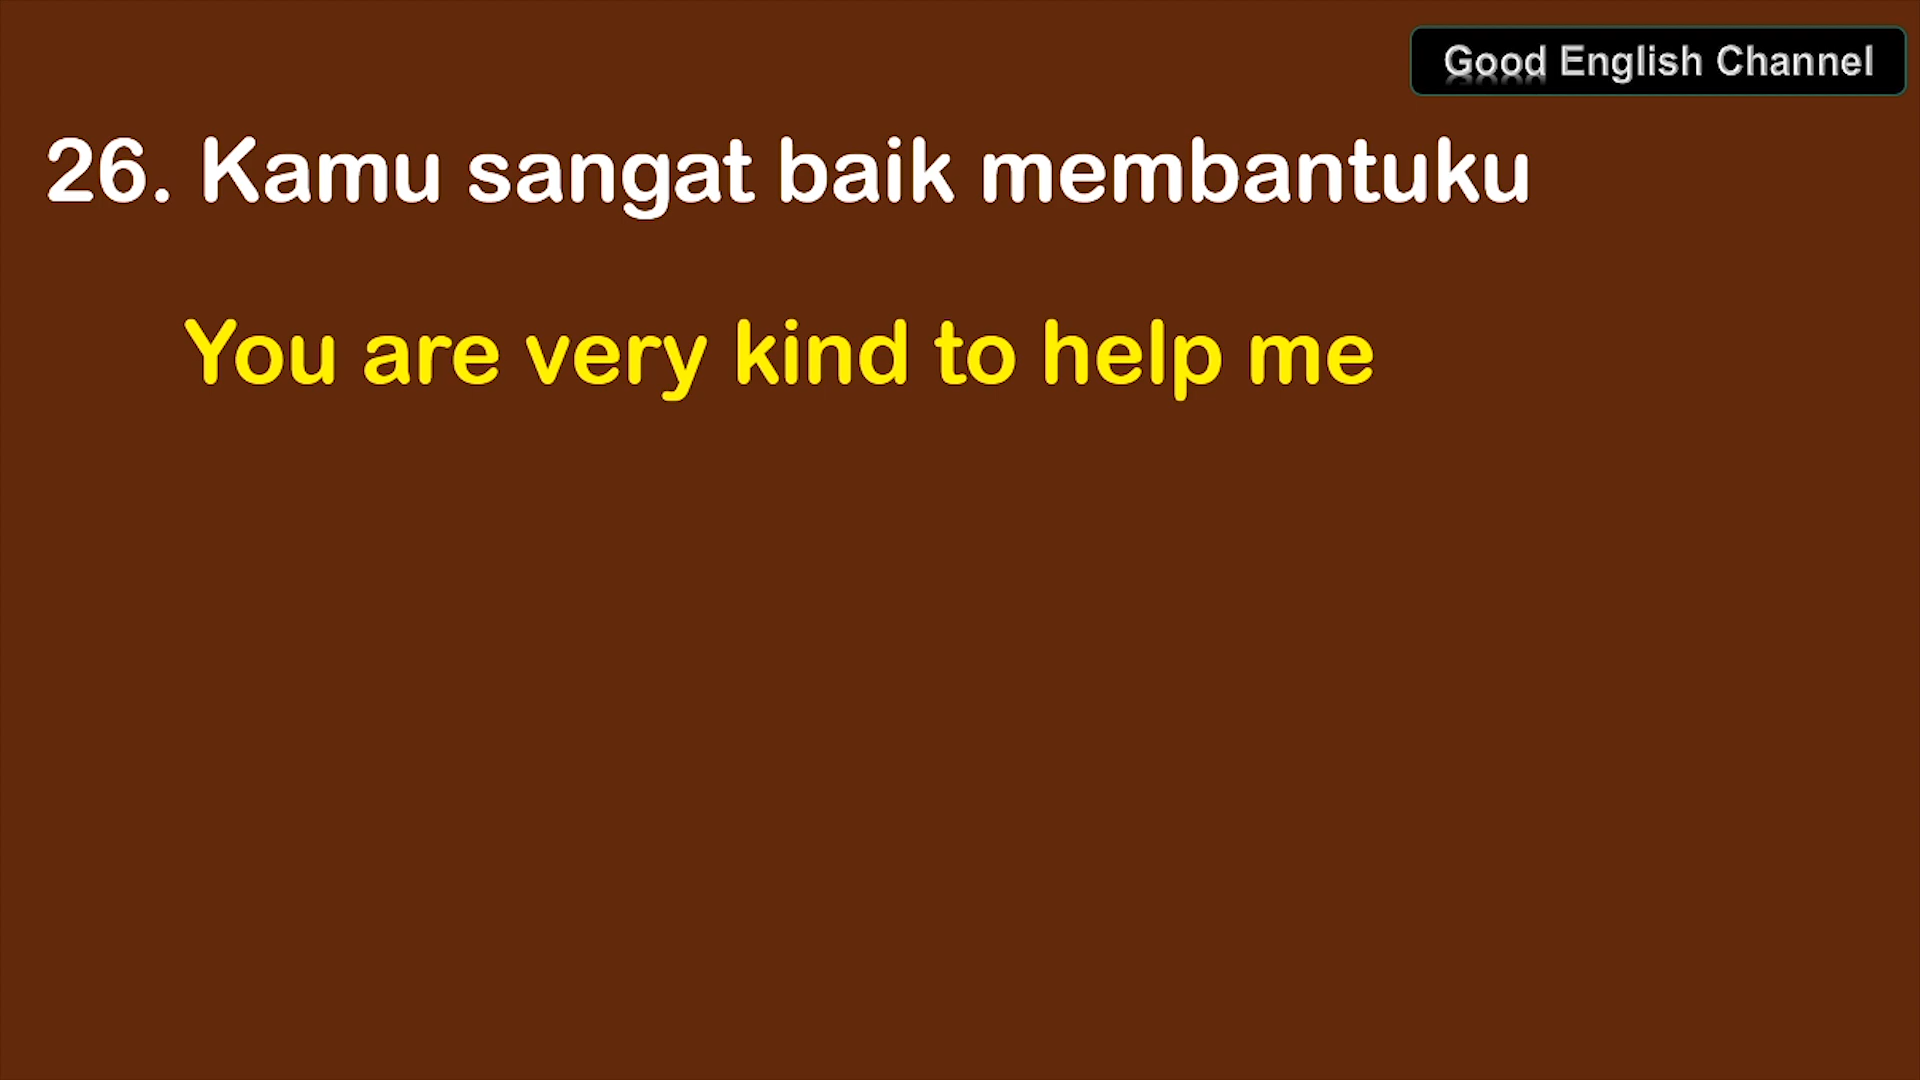 Good English Channel
26. Kamu sangat baik membantuku
You are very kind to help me